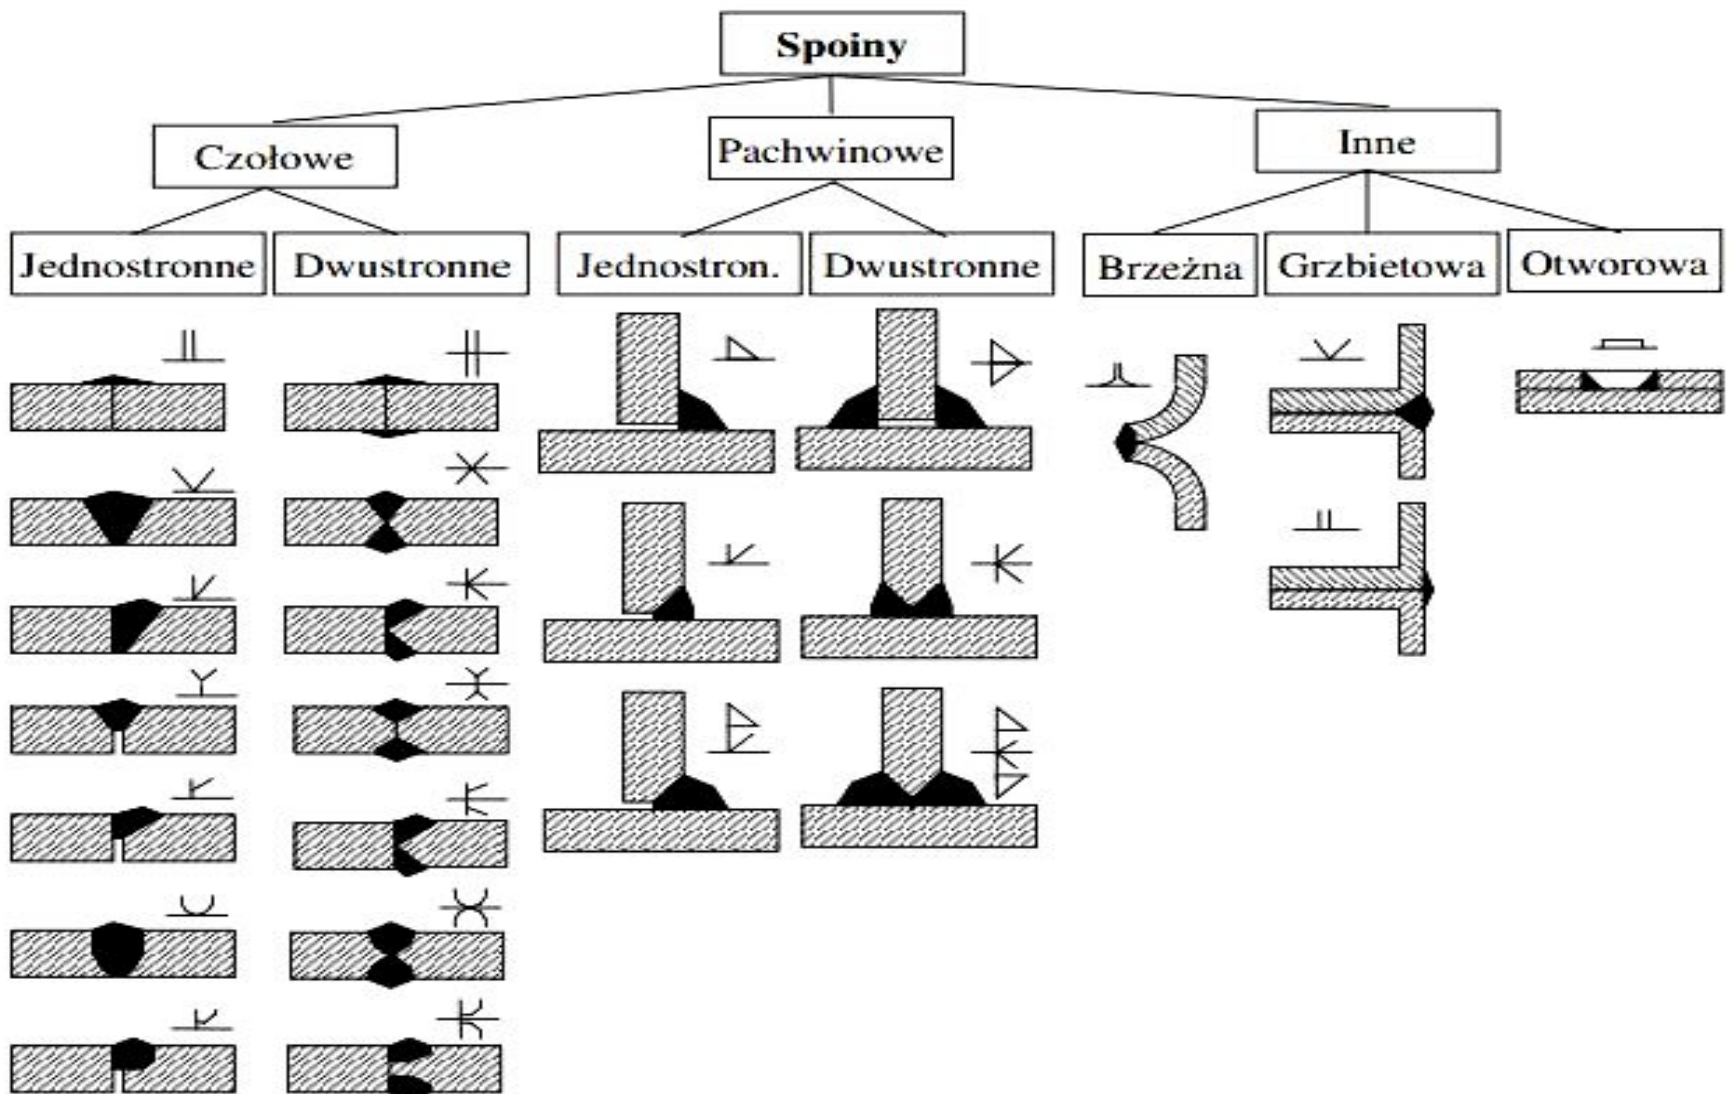 Spoiny
Czołowe
Pachwinowe
Inne
Jednostronne
Dwustronne
Jednostron.
Dwustronne
Brzeżna
Grzbietowa
Otworowa